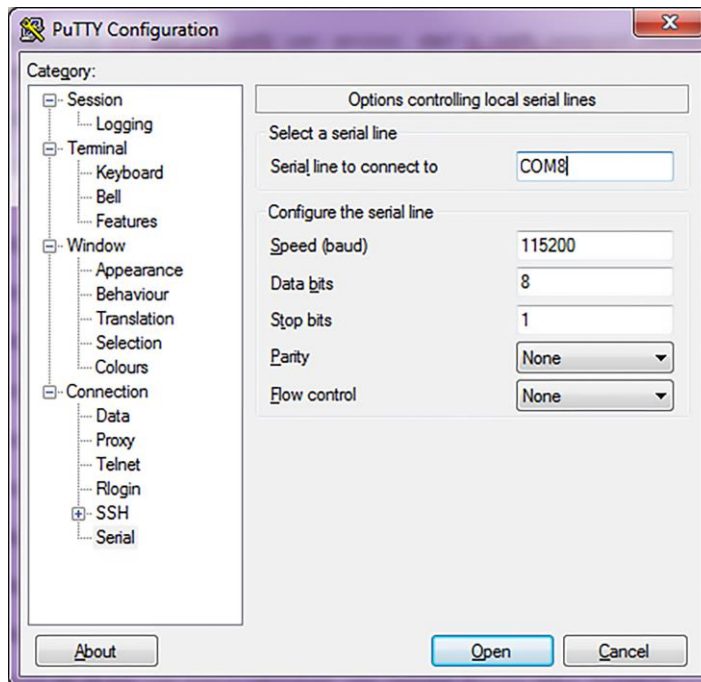 PuTTY Configuration
Category:
Session
Logging
Terminal
Keyboard
Bell
Features
Window
Appearance
Behaviour
Translation
Selection
Colours
Connection
Data
Proxy
Telnet
Rlogin
SSH
Serial
Options controlling local serial lines
Select a serial line
Serial line to connect to COM8
Configure the serial line
Speed (baud) 115200
Data bits 8
Stop bits 1
Parity None
Flow control None
About Open Cancel